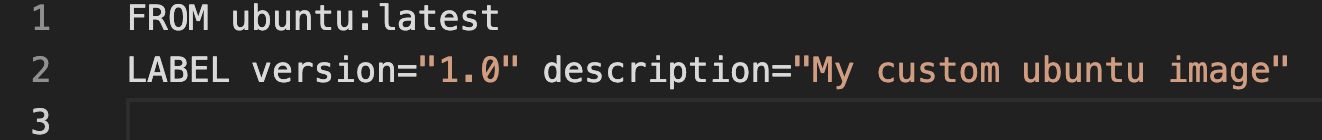 1 FROM ubuntu:latest
2 LABEL version="1.0" description="My custom ubuntu image"
3